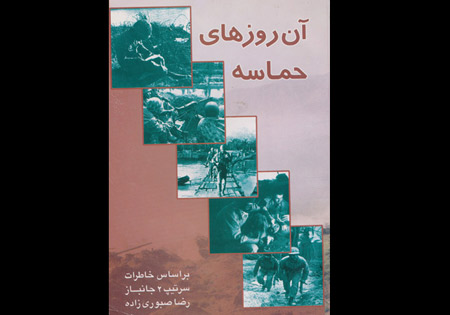 آن روزهای
حماسه
براساس خاطرات
سرتیپ ۲ جانباز
رضا صبوری زاده